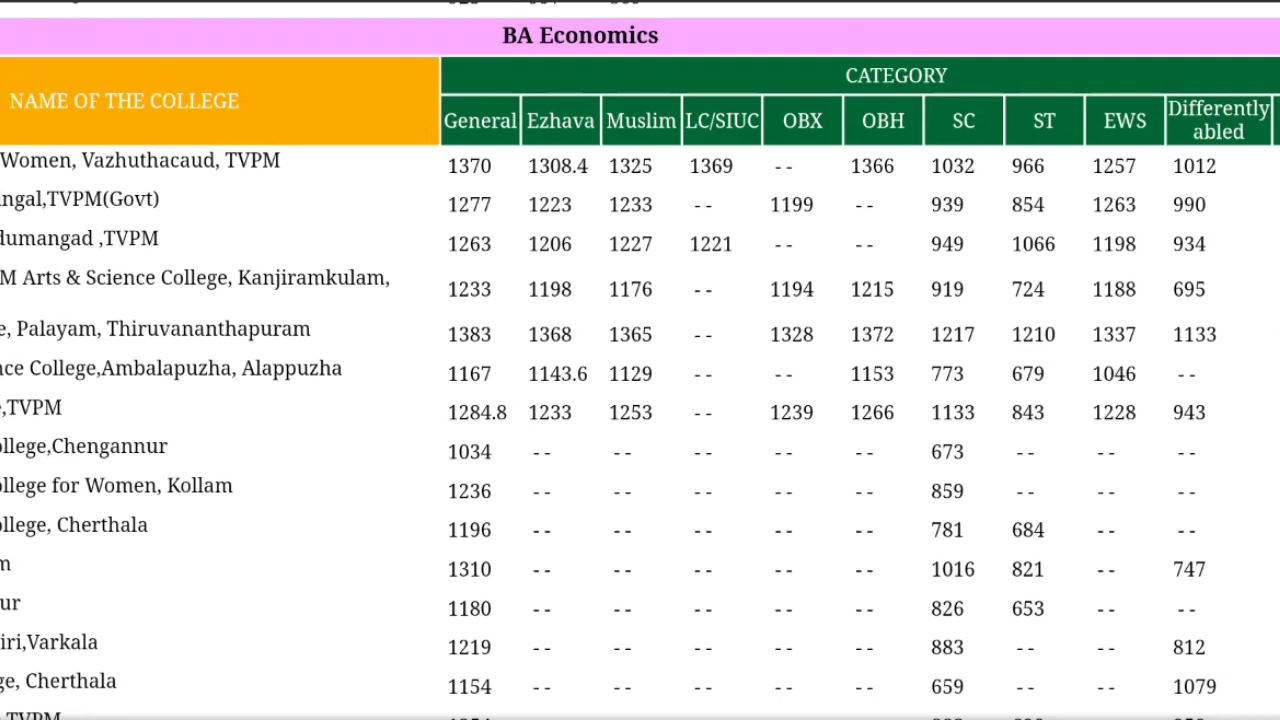 BA Economics
NAME OF THE COLLEGE CATEGORY
General Ezhava Muslim LC/SIUC OBX OBH SC ST EWS Differently abled
Women, Vazhuthacaud, TVPM 1370 1308.4 1325 1369 -- 1366 1032 966 1257 1012
ngal,TVPM(Govt) 1277 1223 1233 -- 1199 -- 939 854 1263 990
dumangad ,TVPM 1263 1206 1227 1221 -- -- 949 1066 1198 934
M Arts & Science College, Kanjiramkulam, 1233 1198 1176 -- 1194 1215 919 724 1188 695
e, Palayam, Thiruvananthapuram 1383 1368 1365 -- 1328 1372 1217 1210 1337 1133
nce College,Ambalapuzha, Alappuzha 1167 1143.6 1129 -- -- 1153 773 679 1046 --
e,TVPM 1284.8 1233 1253 -- 1239 1266 1133 843 1228 943
ollege,Chengannur 1034 -- -- -- -- -- 673 -- -- --
ollege for Women, Kollam 1236 -- -- -- -- -- 859 -- -- --
ollege, Cherthala 1196 -- -- -- -- -- 781 684 -- --
m 1310 -- -- -- -- -- 1016 821 -- 747
ur 1180 -- -- -- -- -- 826 653 -- --
iri,Varkala 1219 -- -- -- -- -- 883 -- -- 812
ge, Cherthala 1154 -- -- -- -- -- 659 -- -- 1079
TVPM